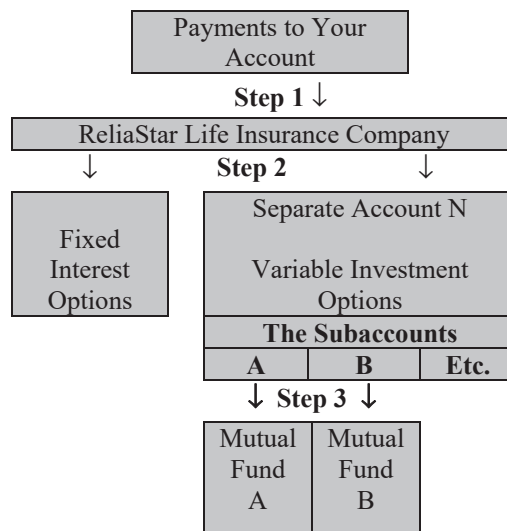 Payments to Your
Account
Step 1 ↓
ReliaStar Life Insurance Company
↓ Step 2 ↓
Fixed
Interest
Options
Separate Account N
Variable Investment
Options
The Subaccounts
A B Etc.
↓ Step 3 ↓
Mutual
Fund
A
Mutual
Fund
B